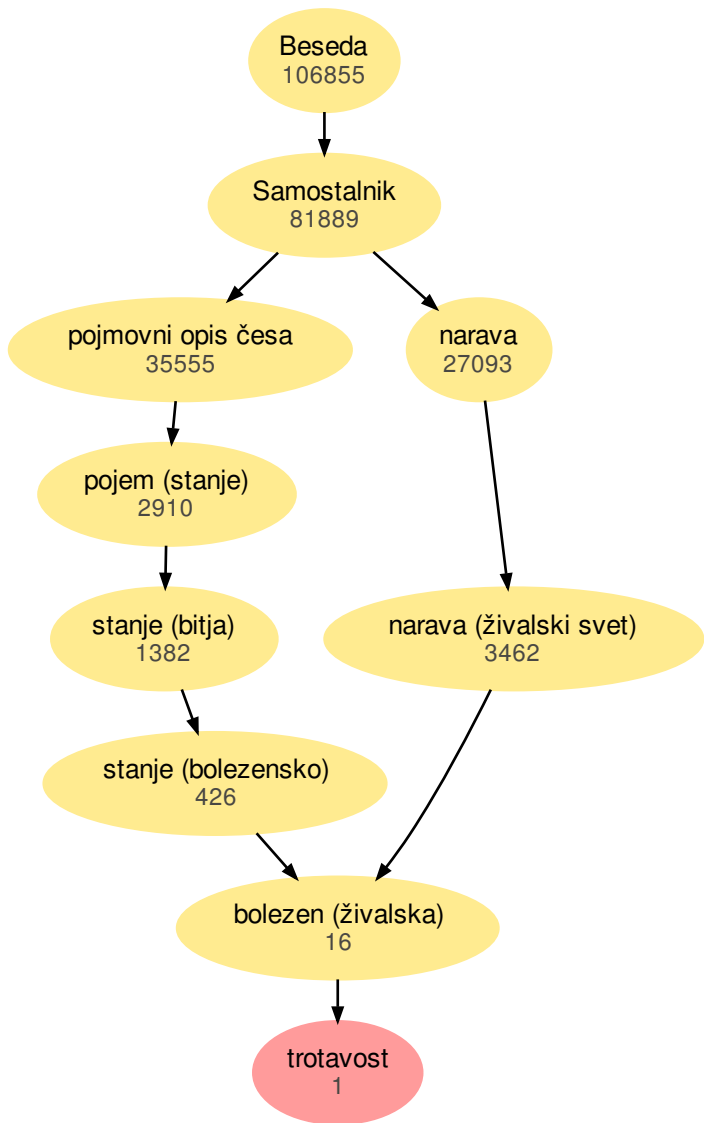 Beseda
106855
Samostalnik
81889
pojmovni opis česa
35555
narava
27093
pojem (stanje)
2910
stanje (bitja)
1382
narava (živalski svet)
3462
stanje (bolezensko)
426
bolezen (živalska)
16
trotavost
1